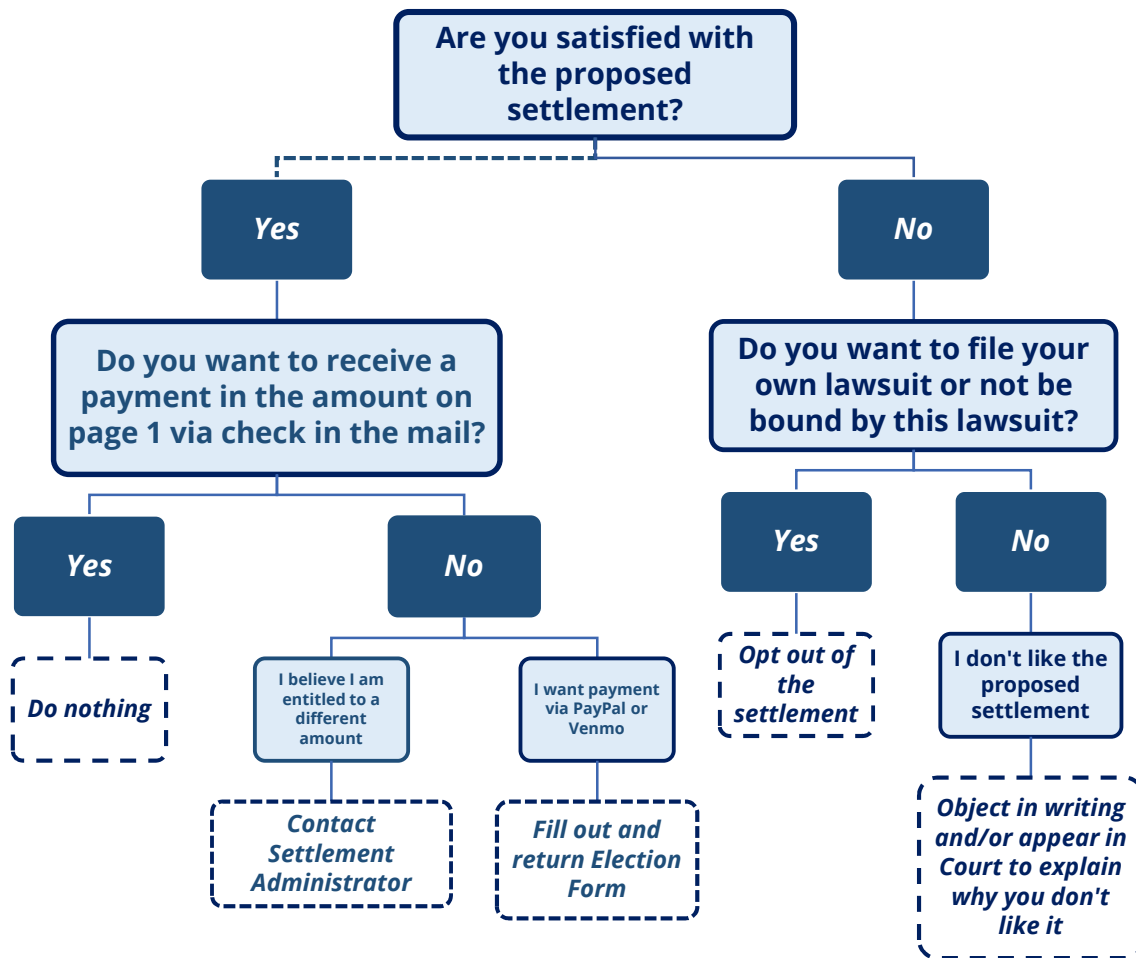 Are you satisfied with
the proposed
settlement?
Yes
No
Do you want to receive a
payment in the amount on
page 1 via check in the mail?
Do you want to file your
own lawsuit or not be
bound by this lawsuit?
Yes
No
Yes
No
Do nothing
I believe I am
entitled to a
different
amount
I want payment
via PayPal or
Venmo
Opt out of
the
settlement
I don't like the
proposed
settlement
Contact
Settlement
Administrator
Fill out and
return Election
Form
Object in writing
and/or appear in
Court to explain
why you don't
like it